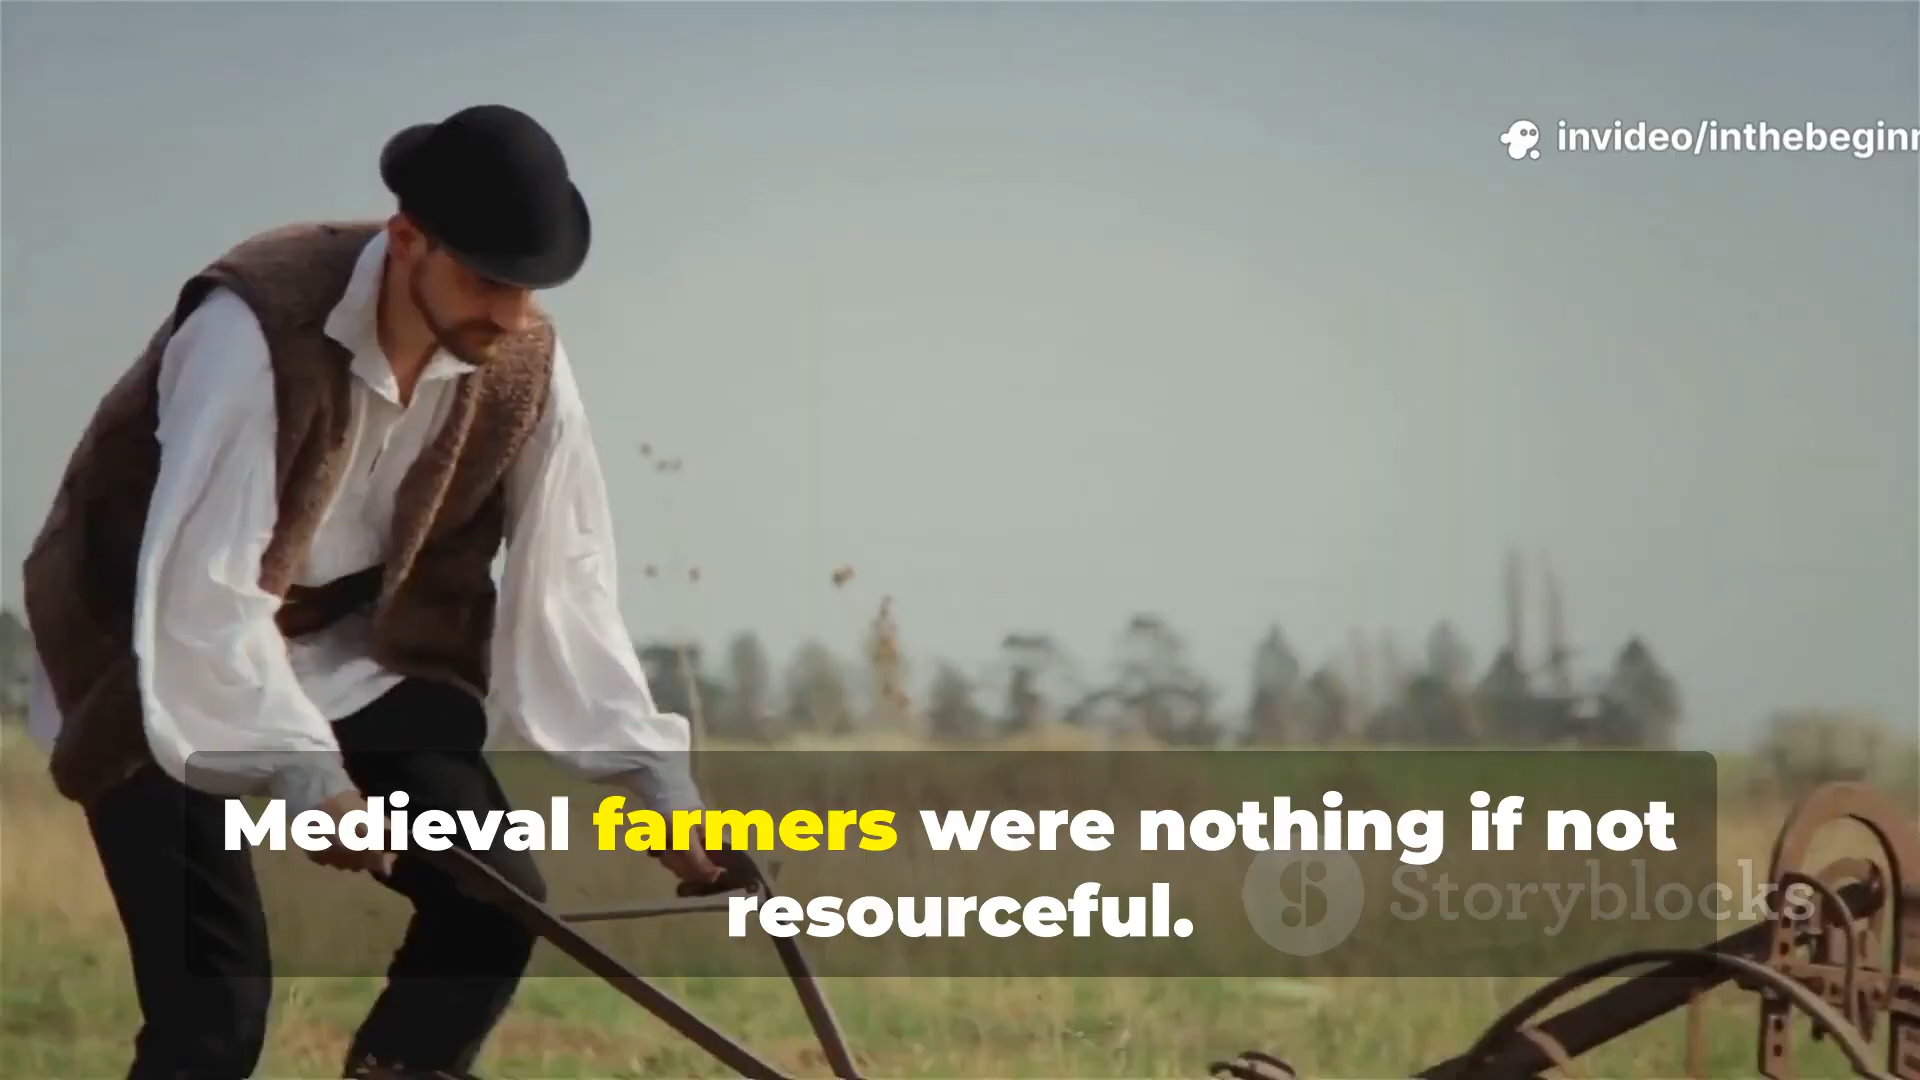 invideo/inthebeginn
Medieval farmers were nothing if not
resourceful.
Storyblocks